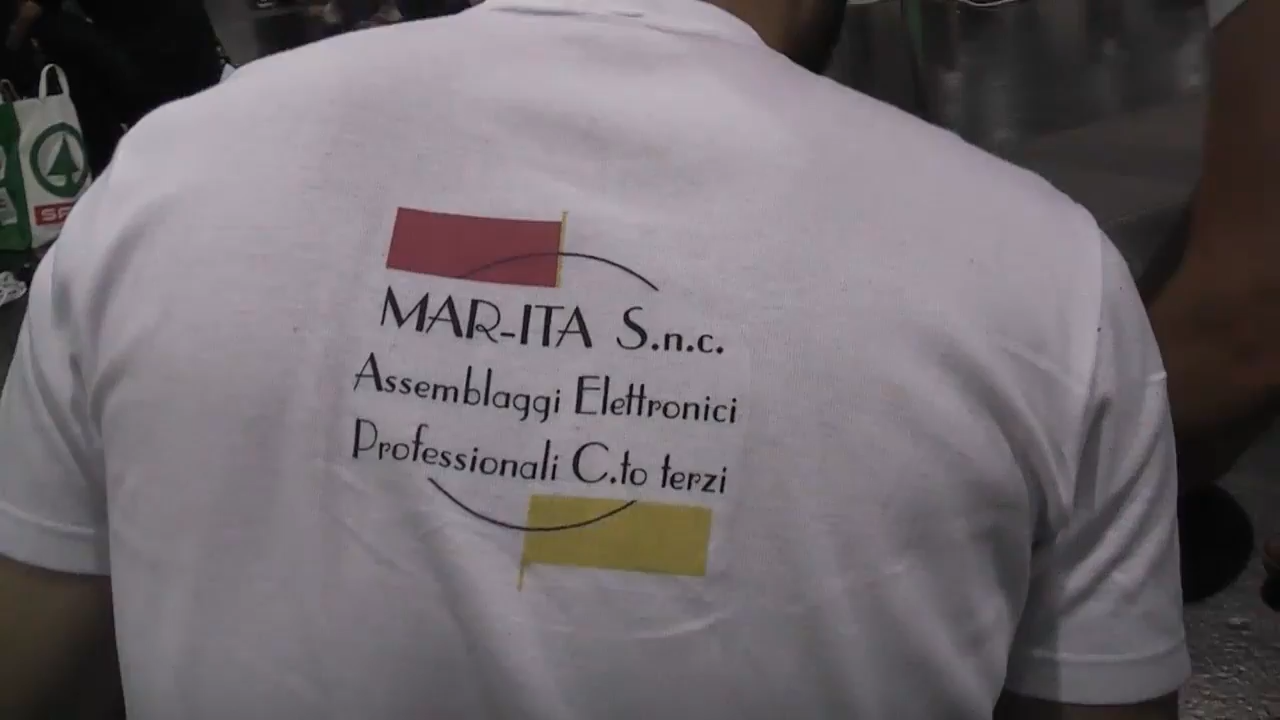 MAR-ITA S.n.c.
Assemblaggi Elettronici
Professionali C.to terzi